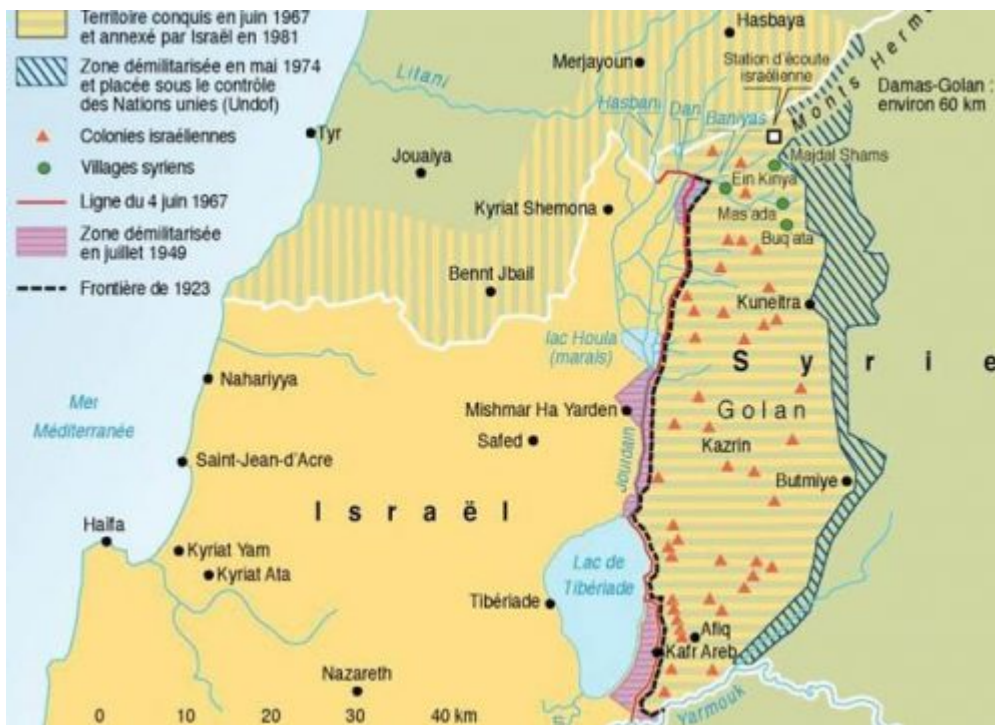 Territoire conquis en juin 1967
et annexé par Israël en 1981
Zone démilitarisée en mai 1974
et placée sous le contrôle
des Nations unies (Undof)
Colonies israéliennes
Villages syriens
Ligne du 4 juin 1967
Zone démilitarisée
en juillet 1949
Frontière de 1923
Hasbaya
Station d'écoute
israélienne
Monts Herm
Damas-Golan :
environ 60 km
Merjayoun
Litani
Hasbani
Dan
Baniyas
Tyr
Jouaiya
Majdal Shams
Ein Kinya
Mas'ada
Buq'ata
Kyriat Shemona
Bennt Jbail
Kuneitra
lac Houla
(marais)
Syrie
Nahariyya
Mer
Méditerranée
Mishmar Ha Yarden
Golan
Safed
Kazrin
Saint-Jean-d'Acre
Jourdain
Butmiye
Israël
Haïfa
Kyriat Yam
Kyriat Ata
Lac de
Tibériade
Tibériade
Afiq
Kafr Areb
Nazareth
Yarmouk
0 10 20 30 40 km